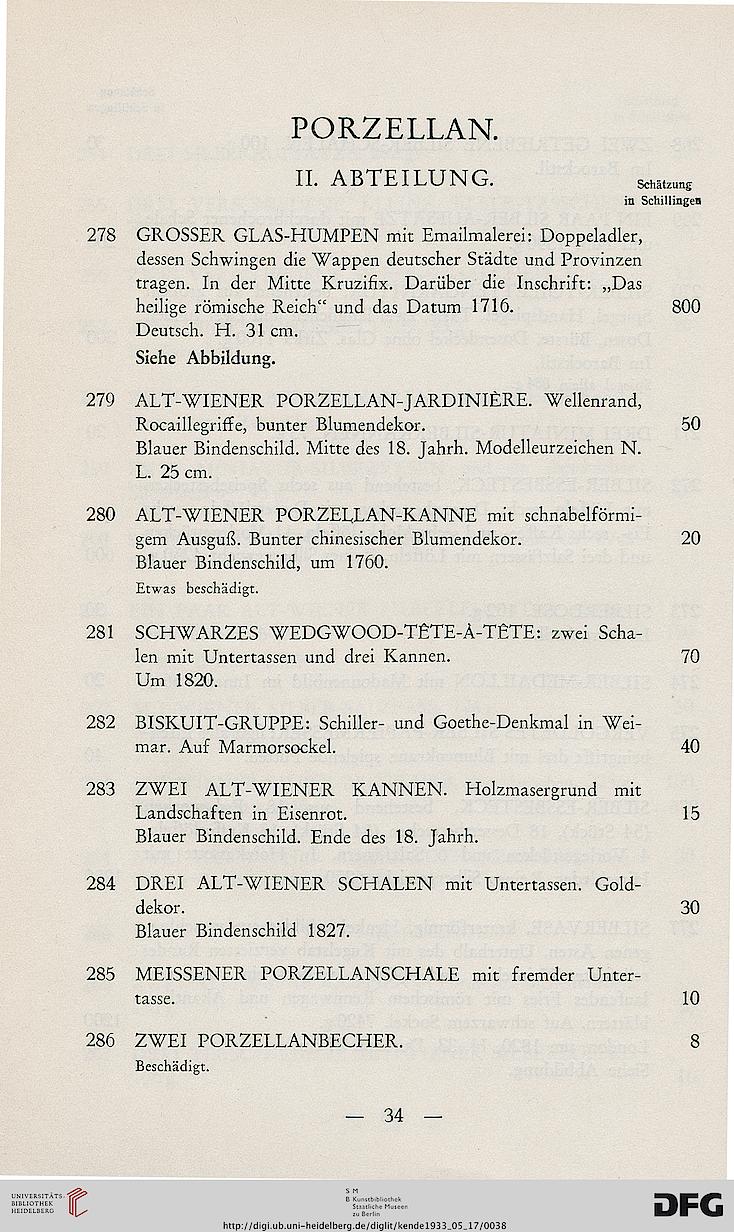 PORZELLAN.
II. ABTEILUNG.
Schätzung
in Schillingen
278 GROSSER GLAS-HUMPEN mit Emailmalerei: Doppeladler,
dessen Schwingen die Wappen deutscher Städte und Provinzen
tragen. In der Mitte Kruzifix. Darüber die Inschrift: „Das
heilige römische Reich“ und das Datum 1716. 800
Deutsch. H. 31 cm.
Siehe Abbildung.
279 ALT-WIENER PORZELLAN-JARDINIÈRE. Wellenrand,
Rocaillegriffe, bunter Blumendekor. 50
Blauer Bindenschild. Mitte des 18. Jahrh. Modelleurzeichen N.
L. 25 cm.
280 ALT-WIENER PORZELLAN-KANNE mit schnabelförmi-
gem Ausguß. Bunter chinesischer Blumendekor. 20
Blauer Bindenschild, um 1760.
Etwas beschädigt.
281 SCHWARZES WEDGWOOD-TÊTE-À-TÊTE: zwei Scha-
len mit Untertassen und drei Kannen. 70
Um 1820.
282 BISKUIT-GRUPPE: Schiller- und Goethe-Denkmal in Wei-
mar. Auf Marmorsockel. 40
283 ZWEI ALT-WIENER KANNEN. Holzmasergrund mit
Landschaften in Eisenrot. 15
Blauer Bindenschild. Ende des 18. Jahrh.
284 DREI ALT-WIENER SCHALEN mit Untertassen. Gold-
dekor. 30
Blauer Bindenschild 1827.
285 MEISSENER PORZELLANSCHALE mit fremder Unter-
tasse. 10
286 ZWEI PORZELLANBECHER. 8
Beschädigt.
— 34 —
UNIVERSITÄTS-
BIBLIOTHEK
HEIDELBERG
S M
B Kunstbibliothek
Staatliche Museen
zu Berlin
DFG
http://digi.ub.uni-heidelberg.de/diglit/kende1933_05_17/0038